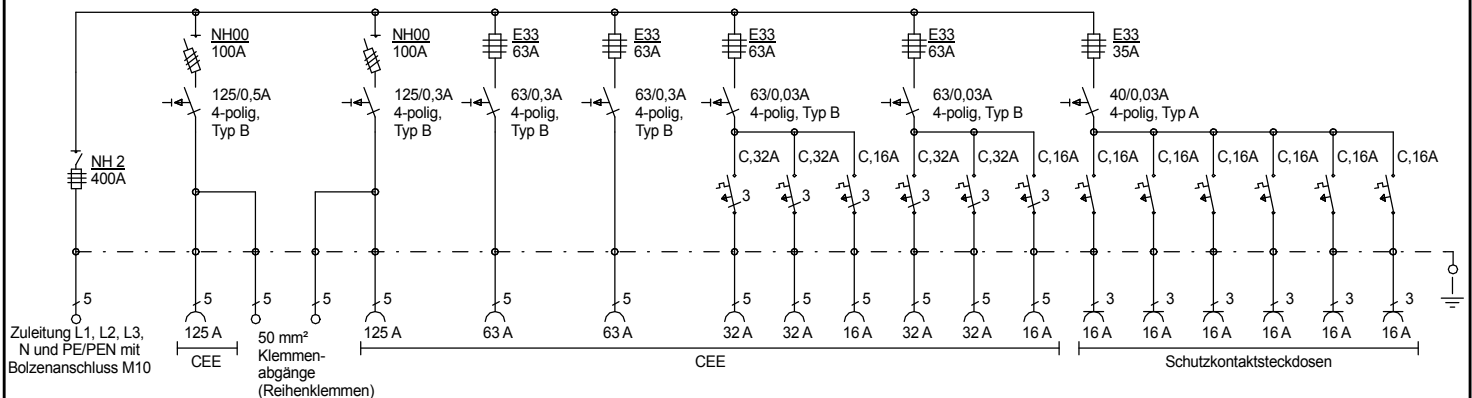 NH00
100A
NH00
100A
E33
63A
E33
63A
E33
63A
E33
63A
E33
35A
125/0,5A
4-polig,
Typ B
125/0,3A
4-polig,
Typ B
63/0,3A
4-polig,
Typ B
63/0,3A
4-polig,
Typ B
63/0,03A
4-polig, Typ B
63/0,03A
4-polig, Typ B
40/0,03A
4-polig, Typ A
NH 2
400A
C,32A
C,32A
C,16A
C,32A
C,32A
C,16A
C,16A
C,16A
C,16A
C,16A
C,16A
C,16A
3
3
3
3
3
3
5
5
5
5
5
5
5
5
5
5
5
5
5
3
3
3
3
3
3
Zuleitung L1, L2, L3,
N und PE/PEN mit
Bolzenanschluss M10
125 A
CEE
50 mm²
Klemmen-
abgänge
(Reihenklemmen)
125 A
63 A
63 A
32 A
32 A
16 A
32 A
32 A
16 A
CEE
16 A
16 A
16 A
16 A
16 A
16 A
Schutzkontaktsteckdosen